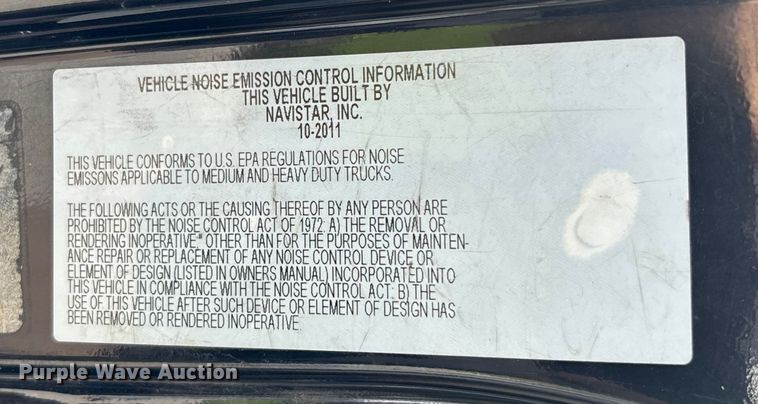 VEHICLE NOISE EMISSION CONTROL INFORMATION
THIS VEHICLE BUILT BY
NAVISTAR, INC.
10-2011
THIS VEHICLE CONFORMS TO U.S. EPA REGULATIONS FOR NOISE
EMISSONS APPLICABLE TO MEDIUM AND HEAVY DUTY TRUCKS.
THE FOLLOWING ACTS OR THE CAUSING THEREOF BY ANY PERSON ARE
PROHIBITED BY THE NOISE CONTROL ACT OF 1972: A) THE REMOVAL OR
RENDERING INOPERATIVE," OTHER THAN FOR THE PURPOSES OF MAINTEN-
ANCE REPAIR OR REPLACEMENT OF ANY NOISE CONTROL DEVICE OR
ELEMENT OF DESIGN (LISTED IN OWNERS MANUAL) INCORPORATED INTO
THIS VEHICLE IN COMPLIANCE WITH THE NOISE CONTROL ACT: B) THE
USE OF THIS VEHICLE AFTER SUCH DEVICE OR ELEMENT OF DESIGN HAS
BEEN REMOVED OR RENDERED INOPERATIVE.
Purple Wave Auction